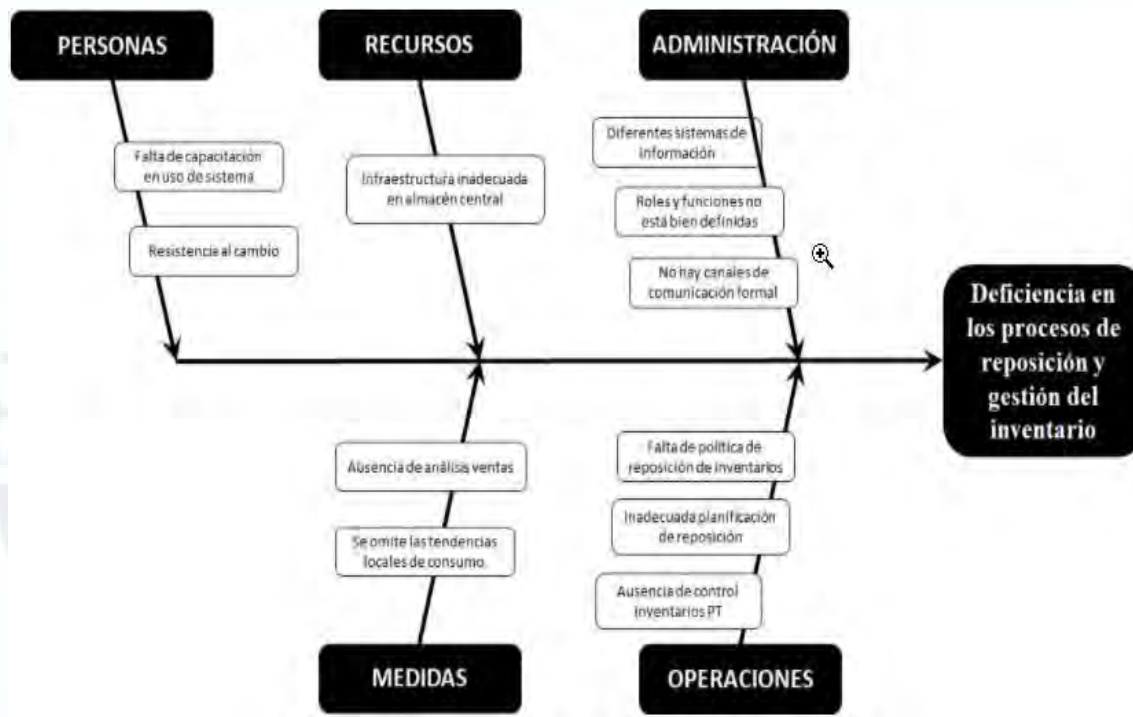 PERSONAS
RECURSOS
ADMINISTRACIÓN
Falta de capacitación
en uso de sistema
Resistencia al cambio
Infraestructura inadecuada
en almacén central
Diferentes sistemas de
información
Roles y funciones no
está bien definidas
No hay canales de
comunicación formal
Deficiencia en
los procesos de
reposición y
gestión del
inventario
Ausencia de análisis ventas
Se omite las tendencias
locales de consumo.
Falta de política de
reposición de inventarios
Inadecuada planificación
de reposición
Ausencia de control
inventarios PT
MEDIDAS
OPERACIONES